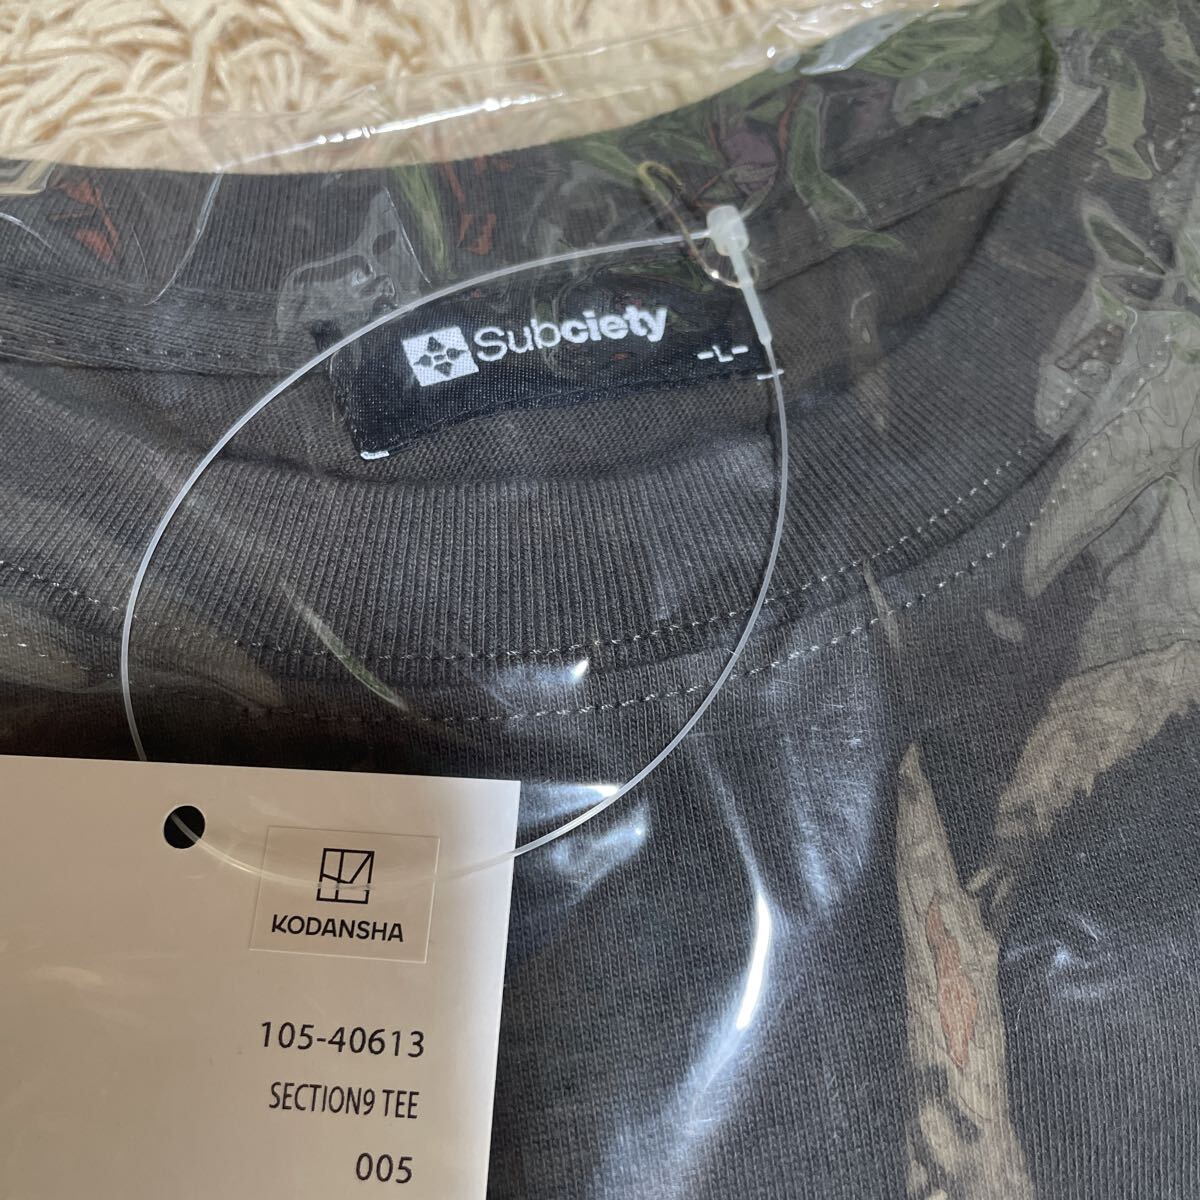 Subciety
-L-
KODANSHA
105-40613
SECTION9 TEE
005